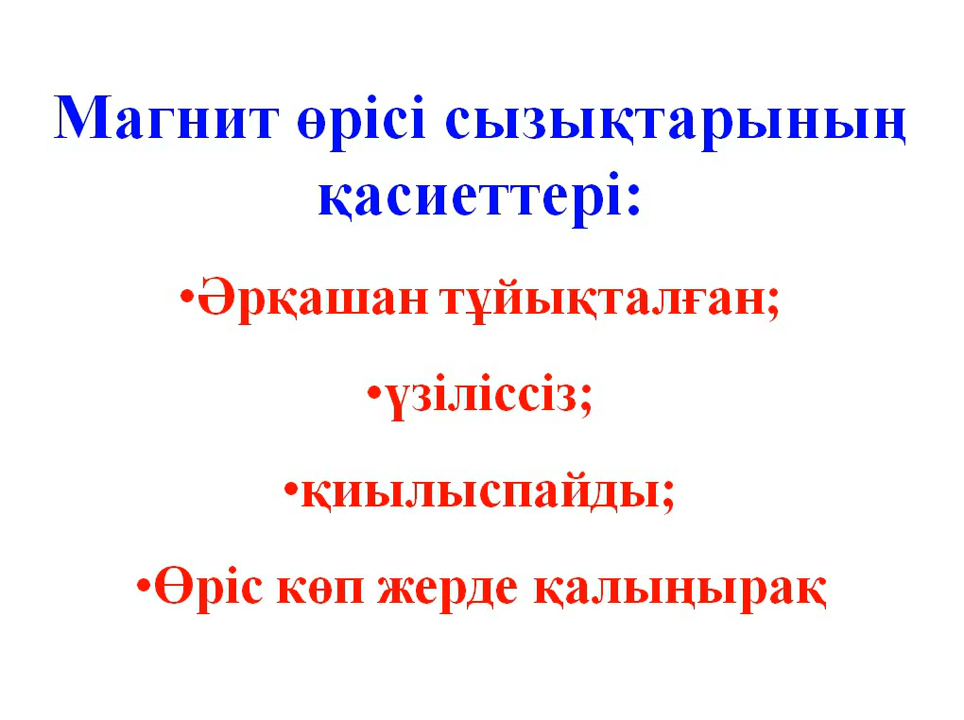 Магнит өрісі сызықтарының
қасиеттері:
•Әрқашан тұйықталған;
•үзіліссіз;
•қиылыспайды;
•Өріс көп жерде қалыңырақ